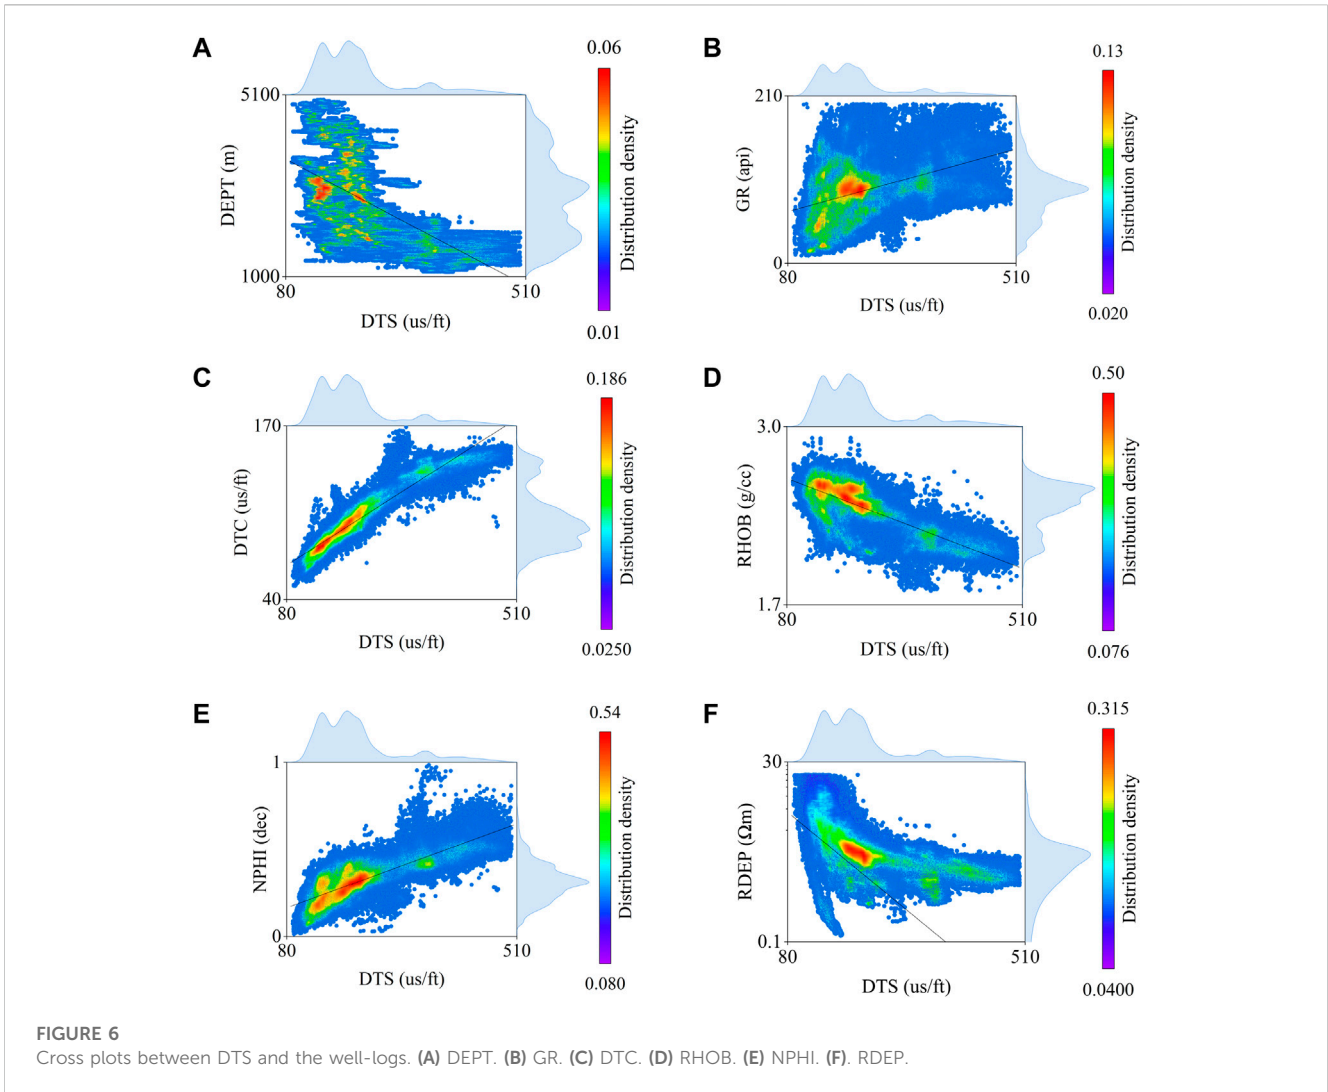 A
0.06
5100
DEPT (m)
1000
80
510
DTS (us/ft)
Distribution density
0.01
B
0.13
210
GR (api)
0
80
510
DTS (us/ft)
Distribution density
0.020
C
0.186
170
DTC (us/ft)
40
80
510
DTS (us/ft)
Distribution density
0.0250
D
0.50
3.0
RHOB (g/cc)
1.7
80
510
DTS (us/ft)
Distribution density
0.076
E
0.54
1
NPHI (dec)
0
80
510
DTS (us/ft)
Distribution density
0.080
F
0.315
30
RDEP (Ωm)
0.1
80
510
DTS (us/ft)
Distribution density
0.0400
FIGURE 6
Cross plots between DTS and the well-logs. (A) DEPT. (B) GR. (C) DTC. (D) RHOB. (E) NPHI. (F). RDEP.